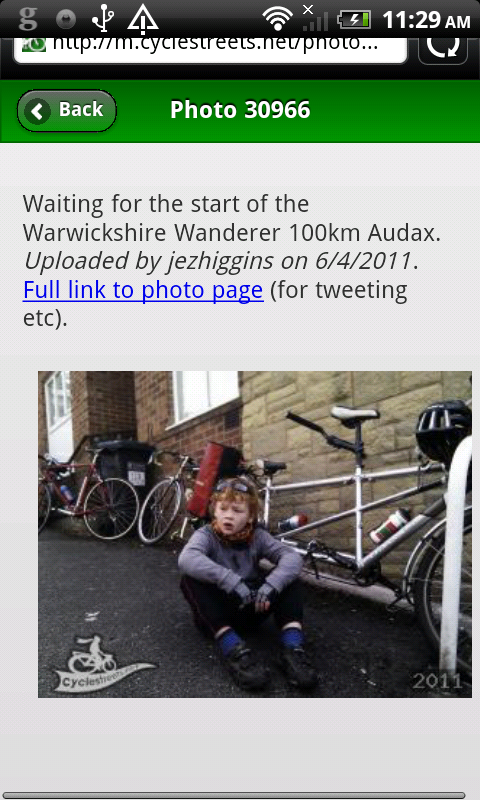 11:29 AM
http://m.cyclestreets.net/photo...
Back
Photo 30966
Waiting for the start of the
Warwickshire Wanderer 100km Audax.
Uploaded by jezhiggins on 6/4/2011.
Full link to photo page (for tweeting
etc).
Cyclestreets.net
2011